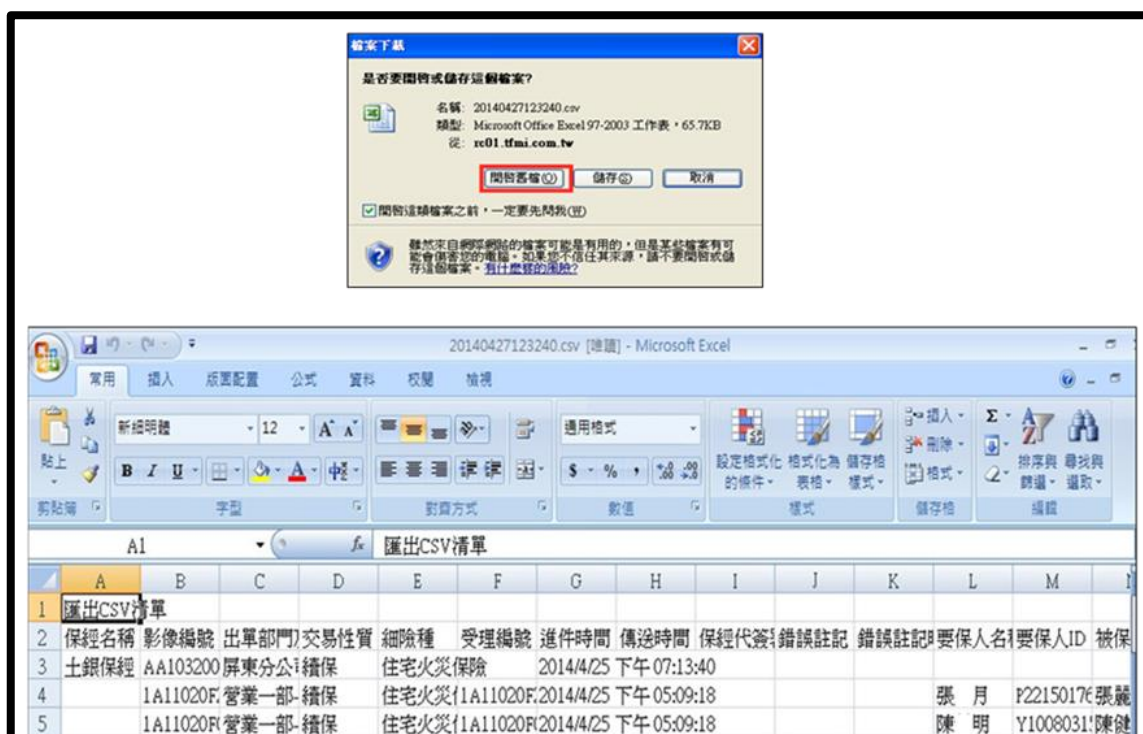 檔案下載
是否要開啟或儲存這個檔案?
名稱: 20140427123240.csv
類型: Microsoft Office Excel 97-2003 工作表，65.7KB
從: rc01.tfmi.com.tw
開啟舊檔(O) 儲存(S) 取消
開啟這類檔案之前，一定要先問我(W)
雖然來自網際網路的檔案可能是有用的，但是某些檔案有可
能會傷害您的電腦。如果您不信任其來源，請不要開啟或儲
存這個檔案。有什麼樣的風險?
20140427123240.csv [唯讀] - Microsoft Excel
常用 插入 版面配置 公式 資料 校閱 檢視
貼上 新細明體 12 A A B I U A 中 通用格式 $ % , 設定格式化的條件 格式化為表格 儲存格樣式 插入 刪除 格式 Σ 排序與篩選 尋找與選取
剪貼簿 字型 對齊方式 數值 樣式 儲存格 編輯
A1 fx 匯出CSV清單
A B C D E F G H I J K L M
1 匯出CSV清單
2 保經名稱 影像編號 出單部門 交易性質 細險種 受理編號 進件時間 傳送時間 保經代簽 錯誤註記 錯誤註記 要保人名 要保人ID 被保
3 土銀保經 AA103200 屏東分公 續保 住宅火災保險 2014/4/25 下午 07:13:40
4 1A11020F 營業一部- 續保 住宅火災 1A11020F 2014/4/25 下午 05:09:18 張 月 P22150176 張麗
5 1A11020F 營業一部- 續保 住宅火災 1A11020F 2014/4/25 下午 05:09:18 陳 明 Y10080031 陳健